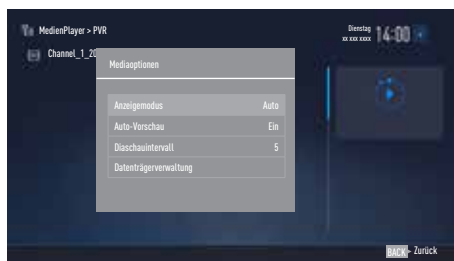 MedienPlayer > PVR
Dienstag
xx xxx xxxx
14:00
Channel_1_20
Mediaoptionen
Anzeigemodus Auto
Auto-Vorschau Ein
Diaschauintervall 5
Datenträgerverwaltung
BACK Zurück